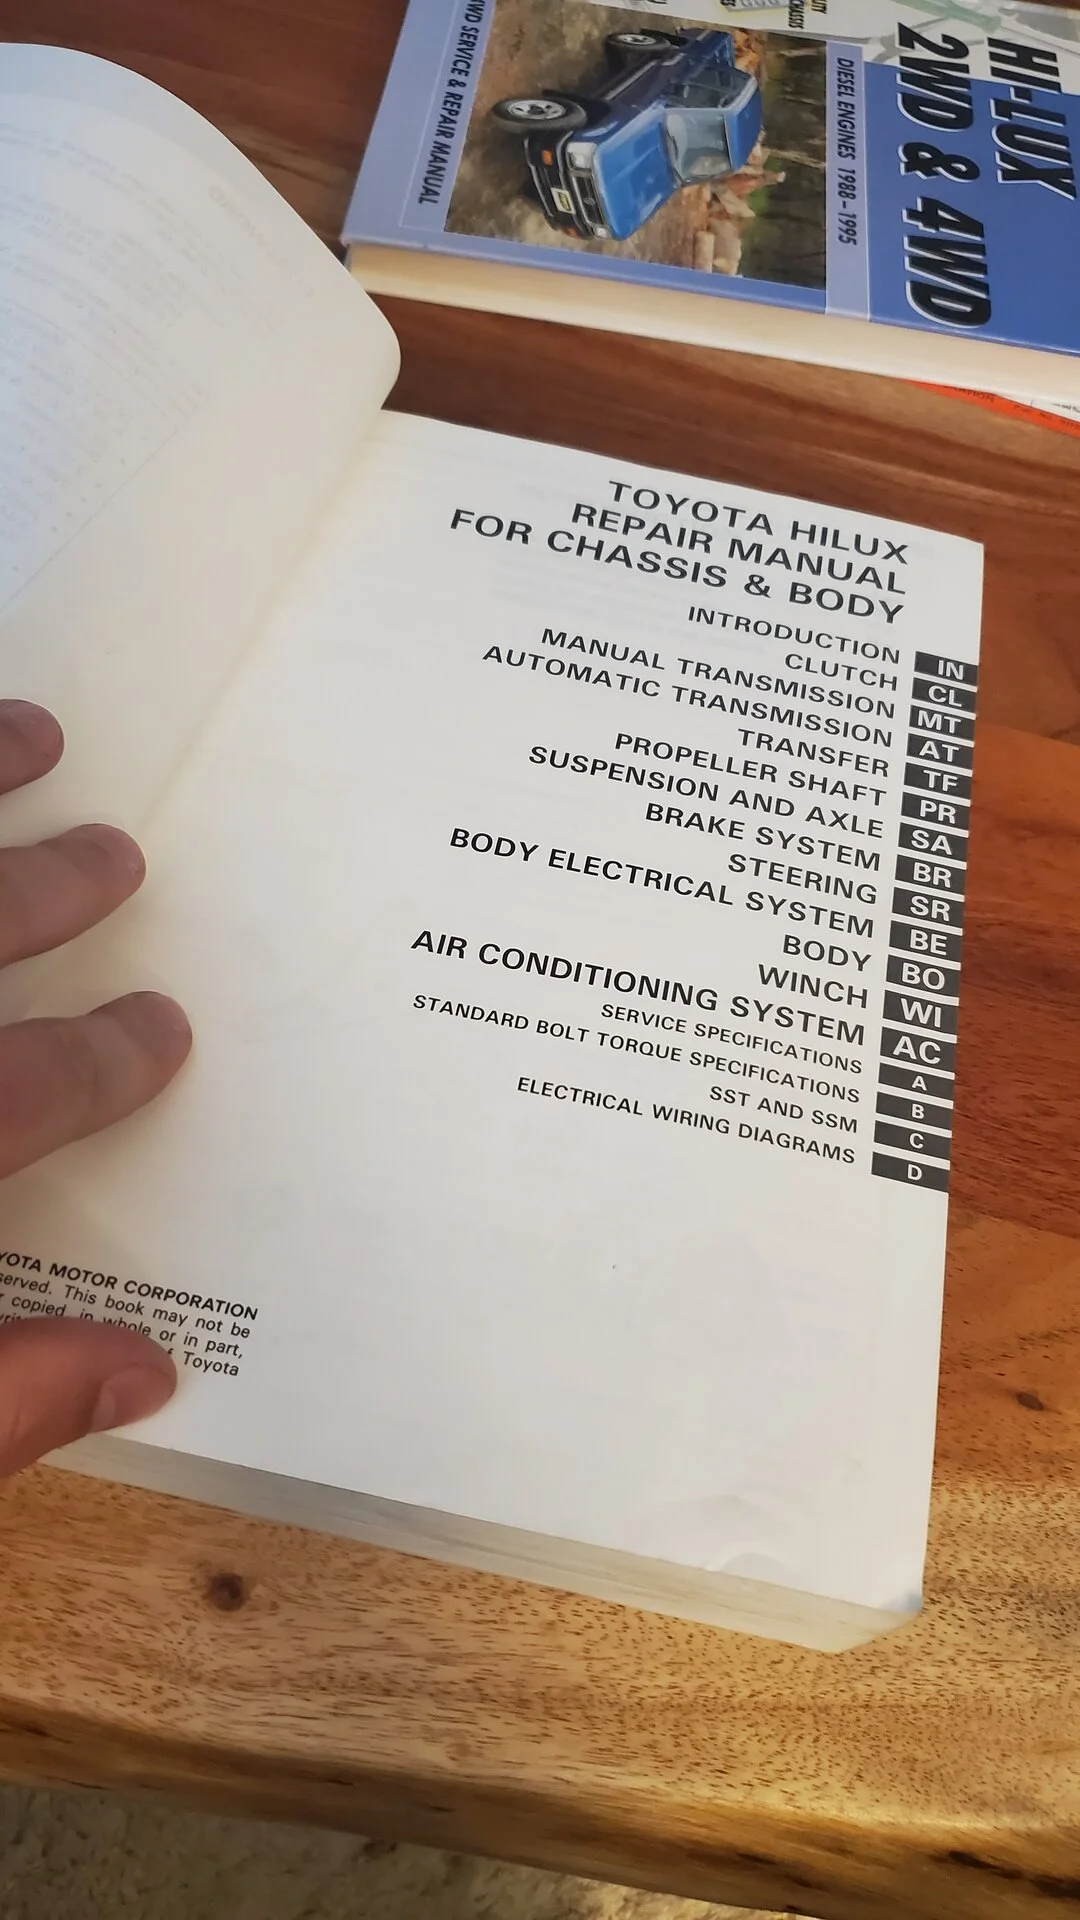 HI-LUX
2WD & 4WD
DIESEL ENGINES 1988–1995
SERVICE & REPAIR MANUAL
CHASSIS
TOYOTA HILUX
REPAIR MANUAL
FOR CHASSIS & BODY
INTRODUCTION IN
CLUTCH CL
MANUAL TRANSMISSION MT
AUTOMATIC TRANSMISSION AT
TRANSFER TF
PROPELLER SHAFT PR
SUSPENSION AND AXLE SA
BRAKE SYSTEM BR
STEERING SR
BODY ELECTRICAL SYSTEM BE
BODY BO
WINCH WI
AIR CONDITIONING SYSTEM AC
SERVICE SPECIFICATIONS A
STANDARD BOLT TORQUE SPECIFICATIONS B
SST AND SSM C
ELECTRICAL WIRING DIAGRAMS D
MOTOR CORPORATION
This book may not be
copied in whole or in part,
Toyota